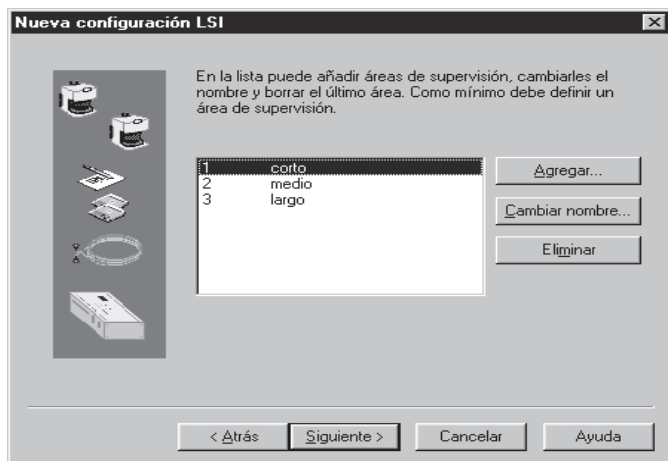 Nueva configuración LSI
En la lista puede añadir áreas de supervisión, cambiarles el
nombre y borrar el último área. Como mínimo debe definir un
área de supervisión.
1 corto
2 medio
3 largo
Agregar...
Cambiar nombre...
Eliminar
< Atrás
Siguiente >
Cancelar
Ayuda